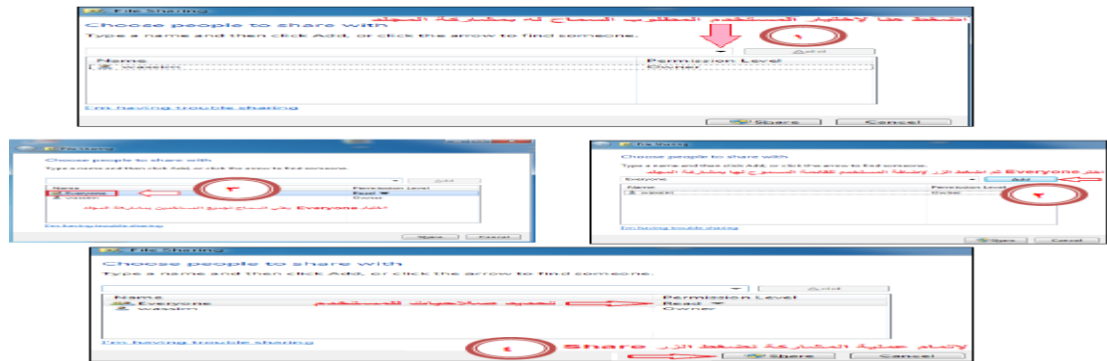 File Sharing
اضغط هنا لإختيار المستخدم المطلوب السماح له بمشاركة المجلد
Choose people to share with
Type a name and then click Add, or click the arrow to find someone.
١
Add
Name Permission Level
wassim Owner
I'm having trouble sharing
Share Cancel
File Sharing
Choose people to share with
Type a name and then click Add, or click the arrow to find someone.
Everyone Add
اختر Everyone ثم اضغط الزر لإضافة المستخدم لقائمة المسموح لها بمشاركة المجلد
Name Permission Level
wassim Owner
٢
I'm having trouble sharing
Share Cancel
File Sharing
Choose people to share with
Type a name and then click Add, or click the arrow to find someone.
Add
٣
Name Permission Level
Everyone Read
wassim Owner
اختيار Everyone يعني السماح لجميع المستخدمين بمشاركة المجلد
I'm having trouble sharing
Share Cancel
File Sharing
Choose people to share with
Type a name and then click Add, or click the arrow to find someone.
Add
Name Permission Level
Everyone تحديد صلاحيات المستخدم Read
wassim Owner
I'm having trouble sharing
٤
لإتمام عملية المشاركة نضغط الزر Share
Share Cancel